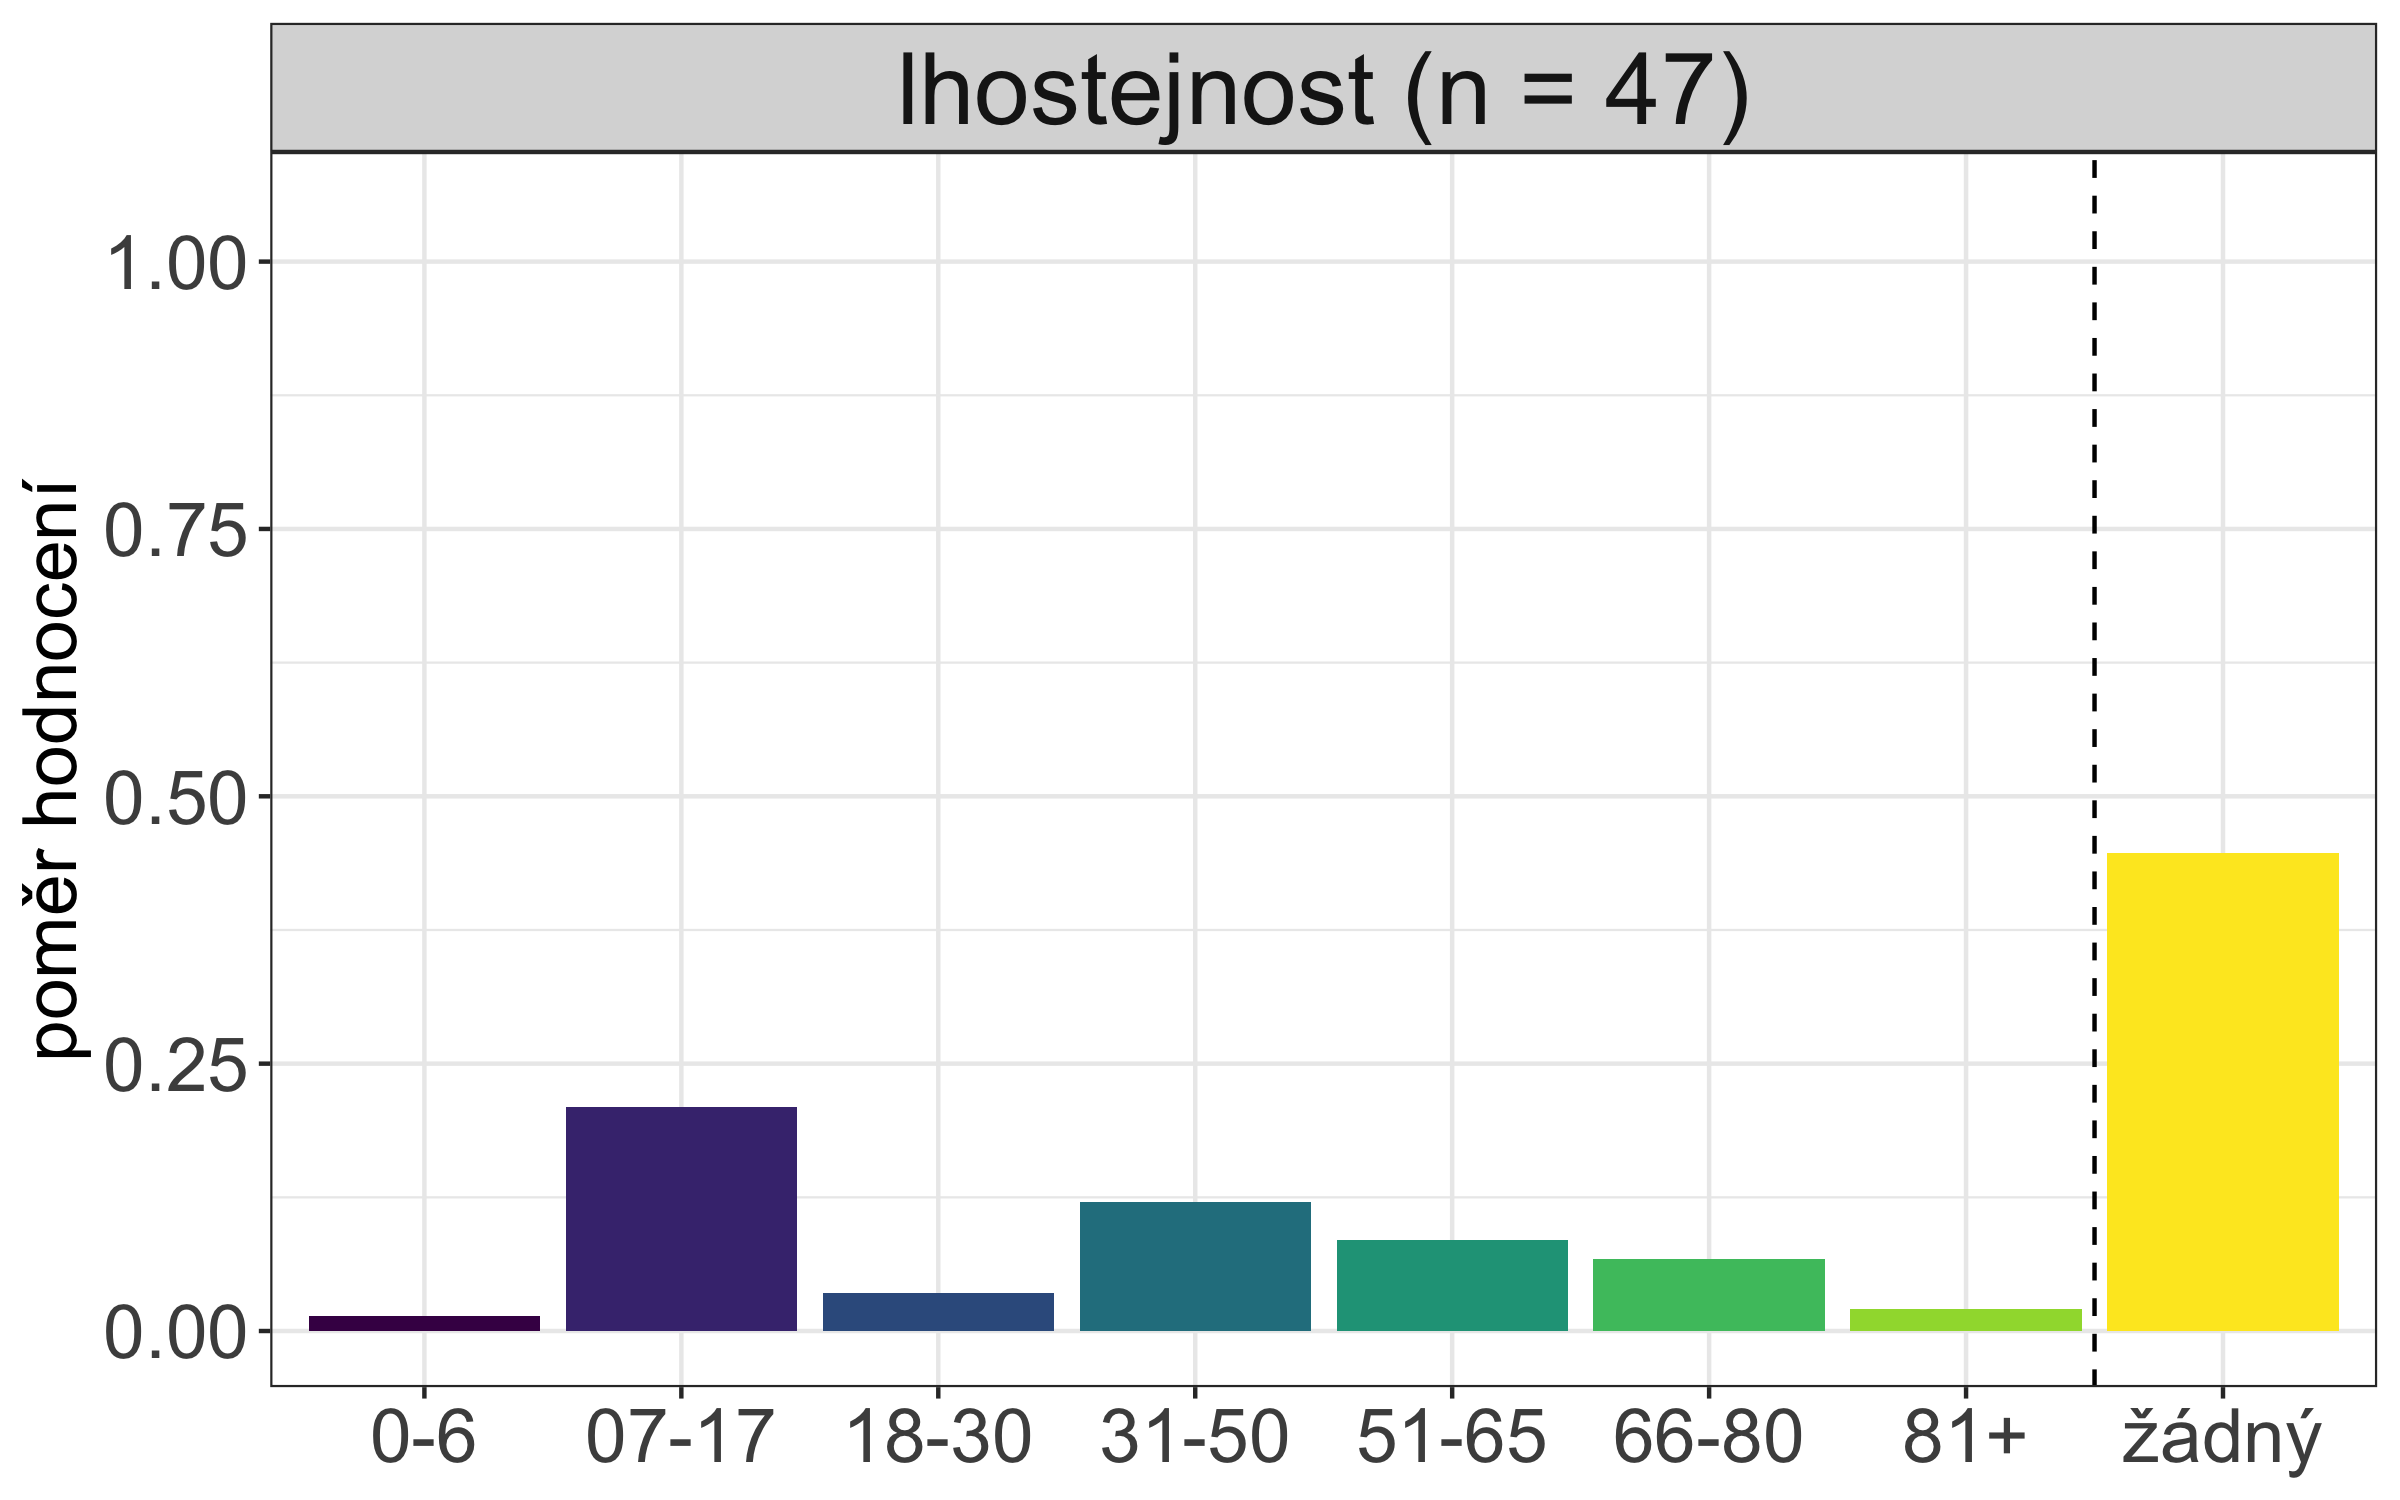 lhostejnost (n = 47)
poměr hodnocení
1.00
0.75
0.50
0.25
0.00
0-6 07-17 18-30 31-50 51-65 66-80 81+ žádný